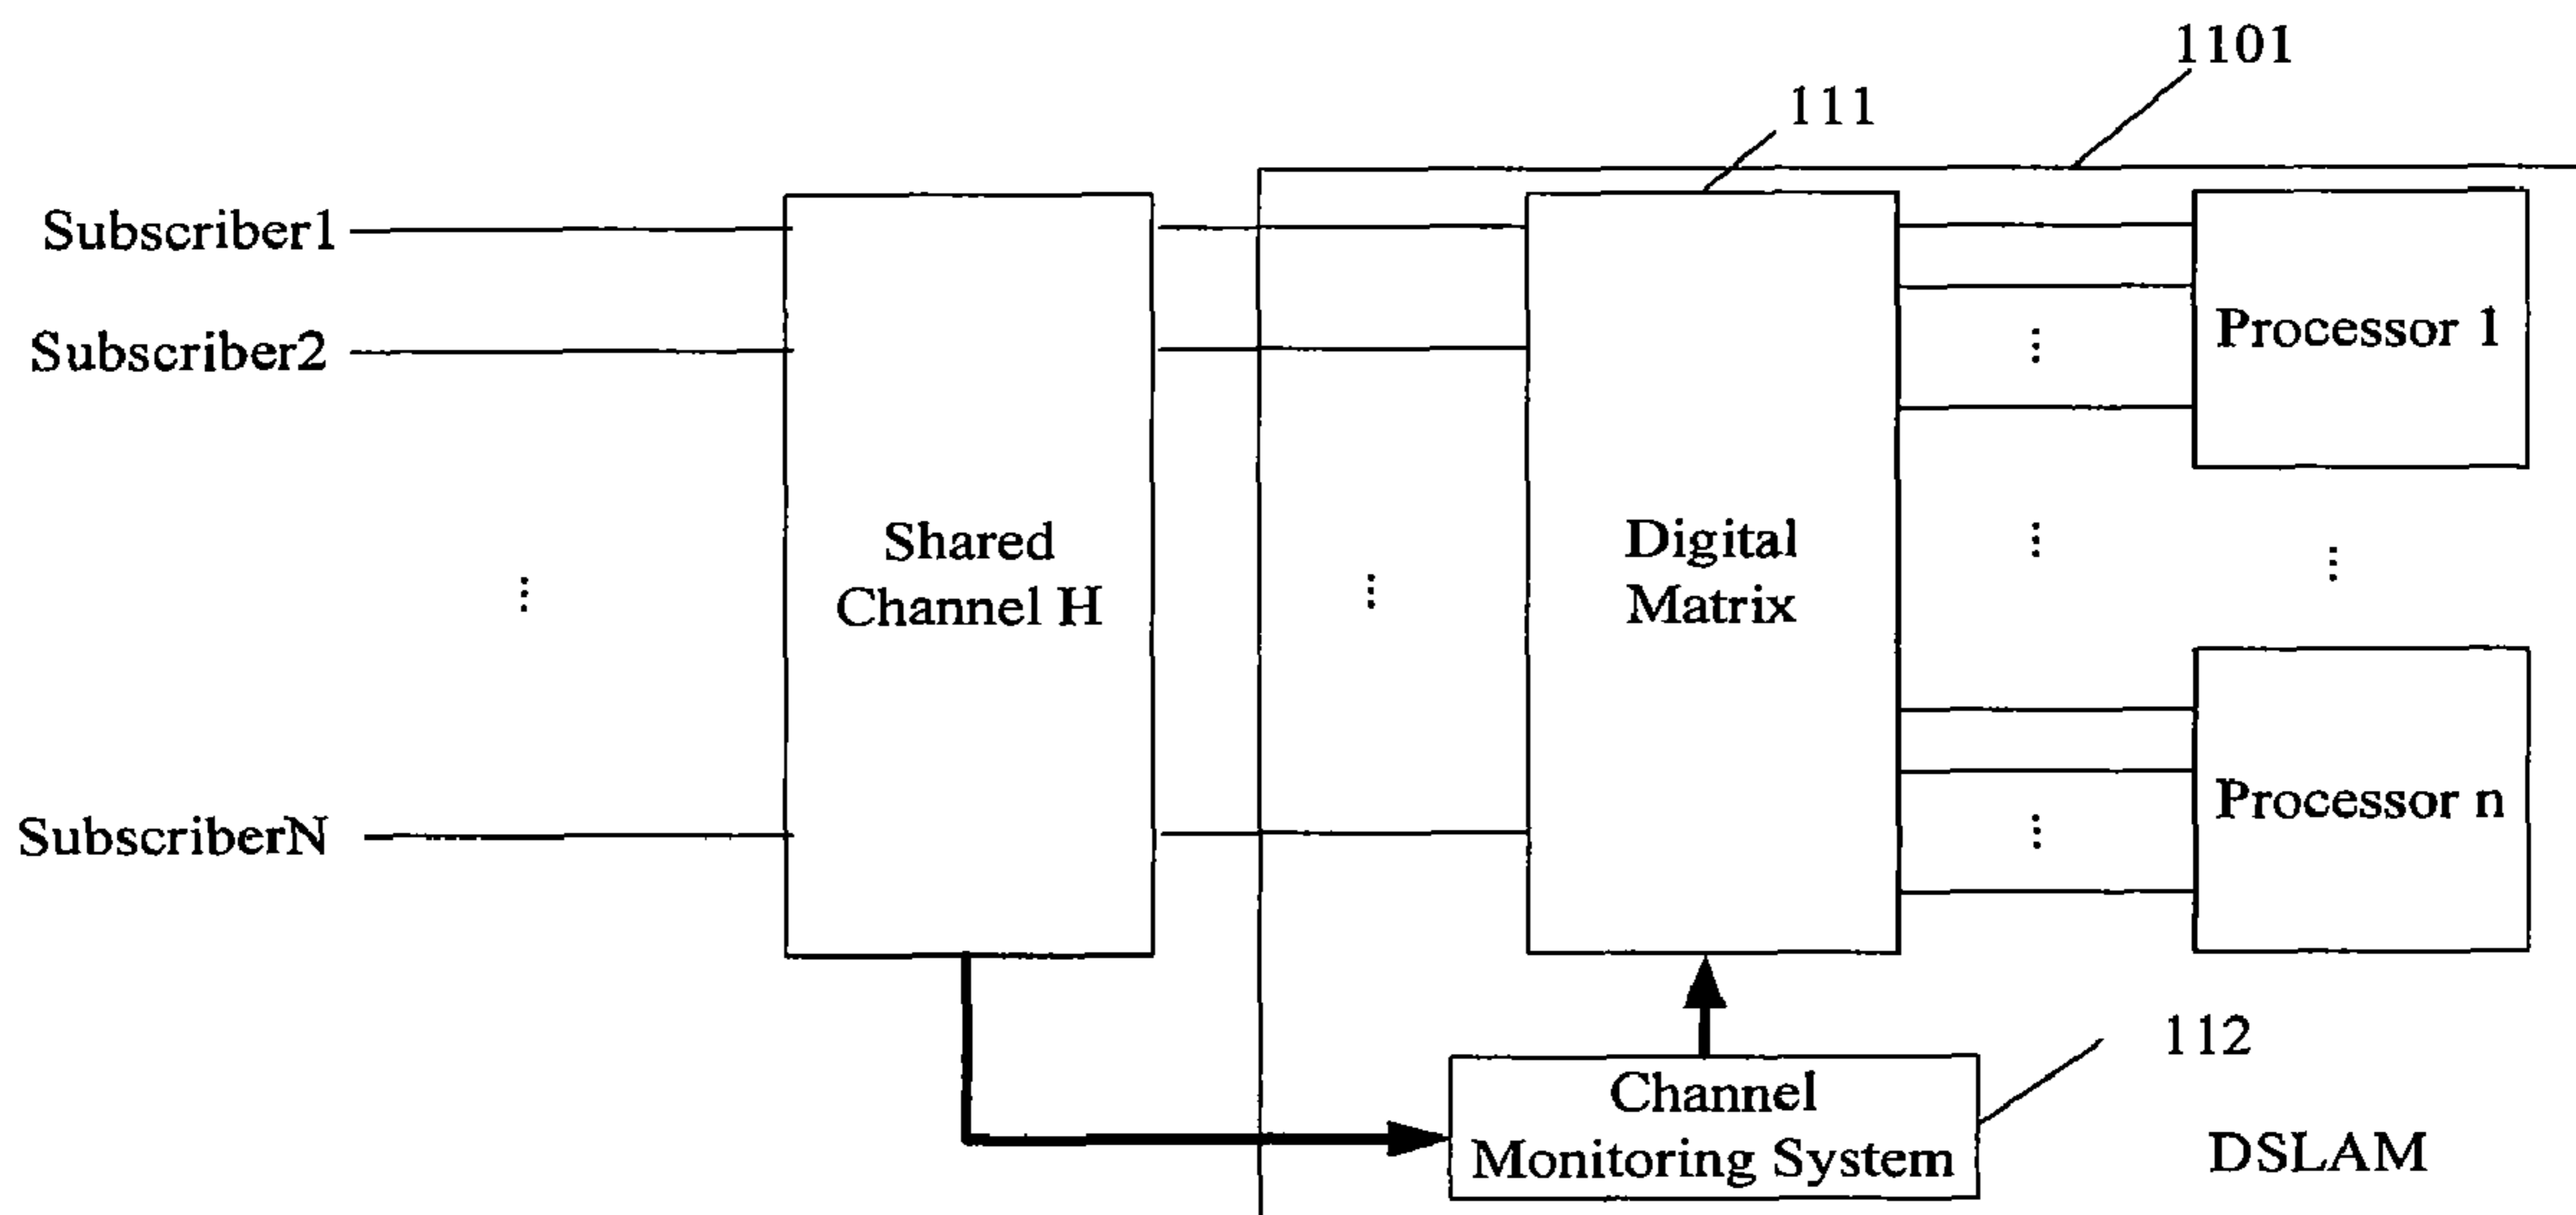 1101
111
Subscriber1
Subscriber2
SubscriberN
Shared
Channel H
Digital
Matrix
Processor 1
Processor n
Channel
Monitoring System
112
DSLAM